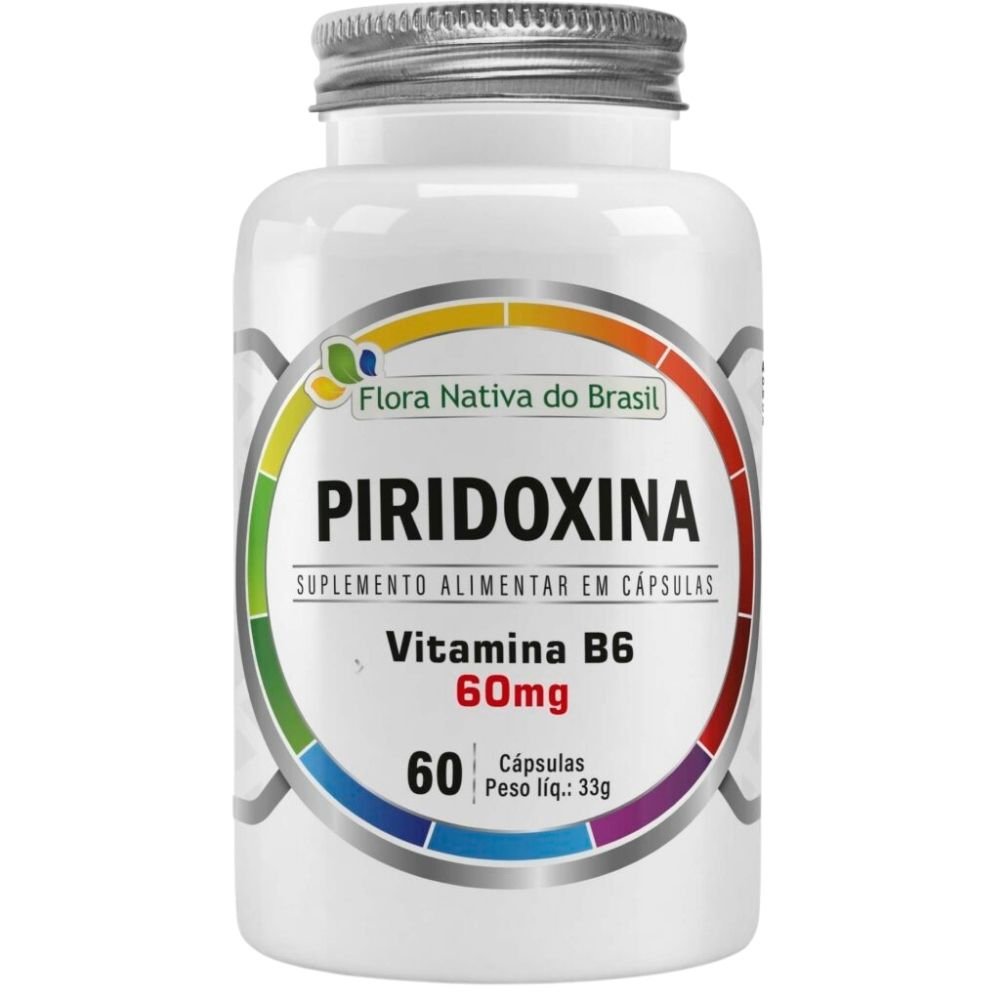 Flora Nativa do Brasil
PIRIDOXINA
SUPLEMENTO ALIMENTAR EM CÁPSULAS
Vitamina B6
60mg
60
Cápsulas
Peso líq.: 33g